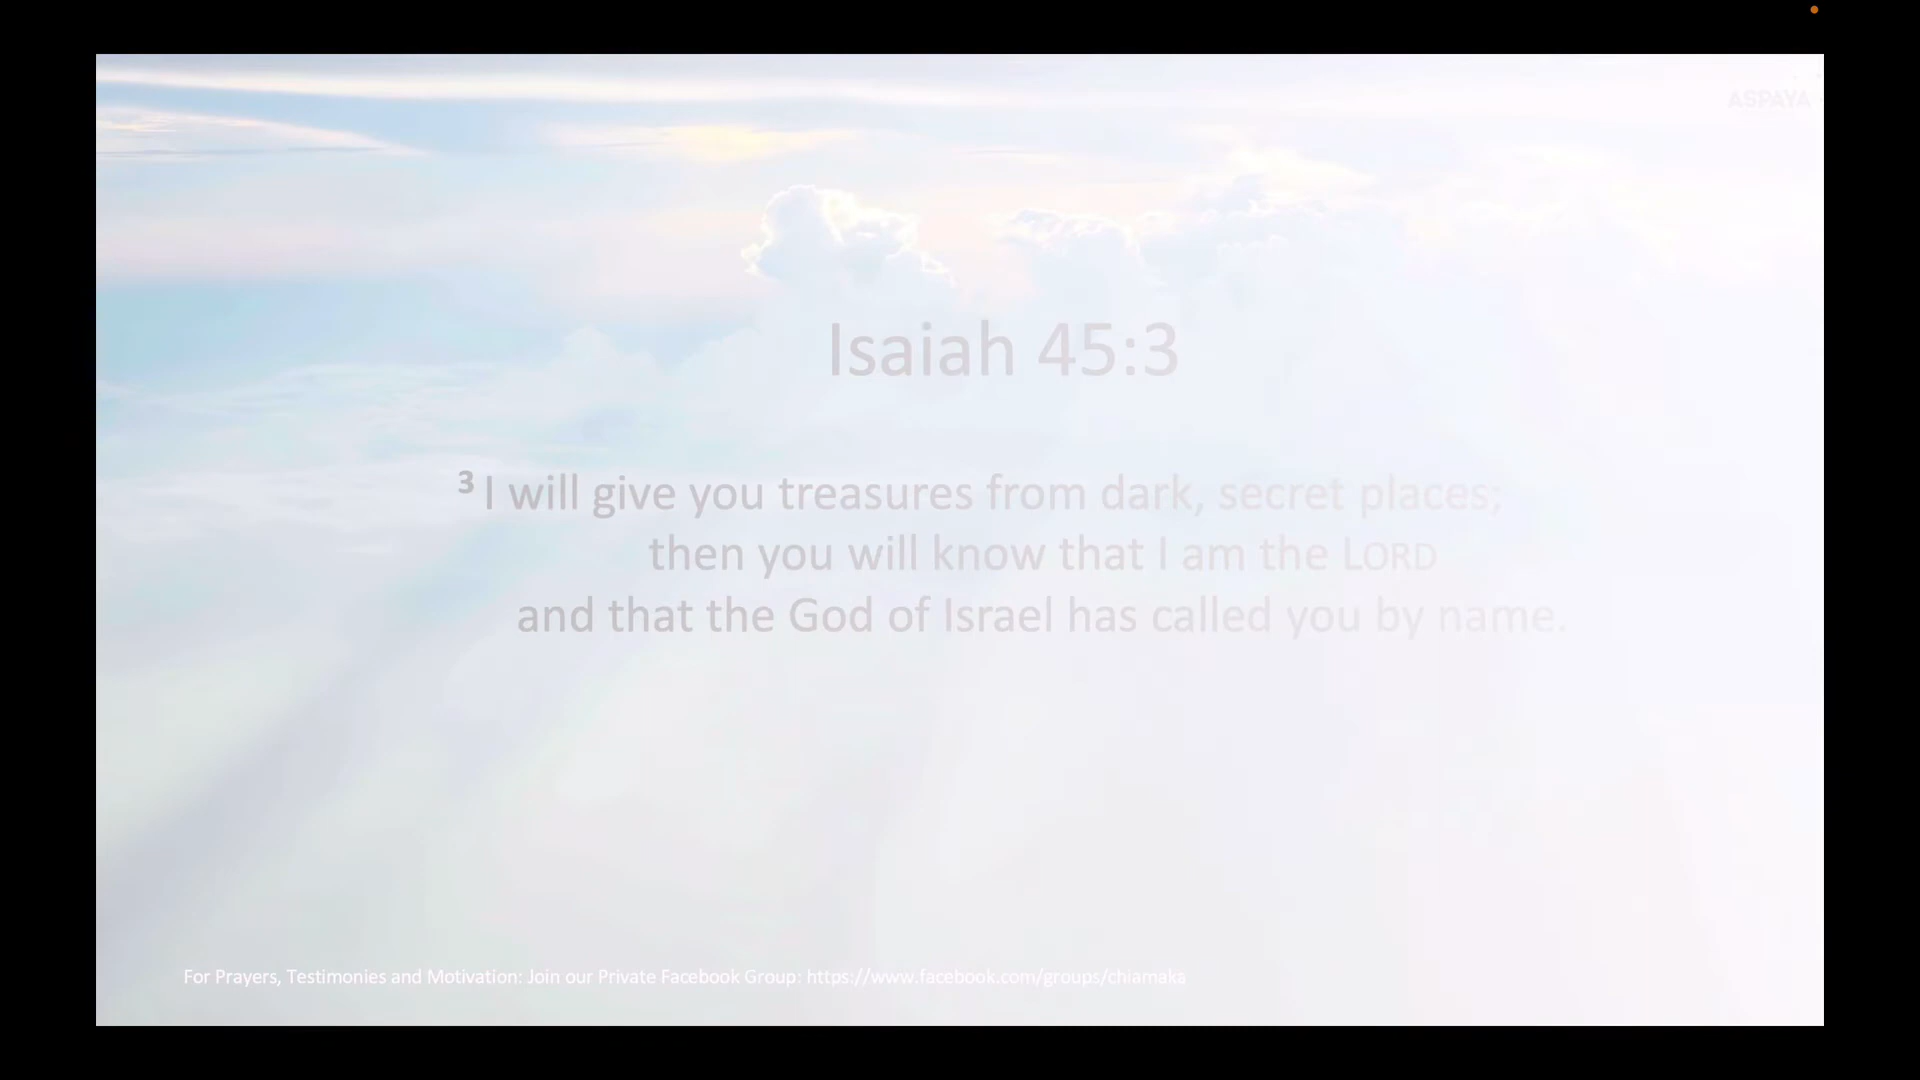 ASPAYA
Isaiah 45:3
3 I will give you treasures from dark, secret places;
then you will know that I am the LORD
and that the God of Israel has called you by name.
For Prayers, Testimonies and Motivation: Join our Private Facebook Group: https://www.facebook.com/groups/chiamaka